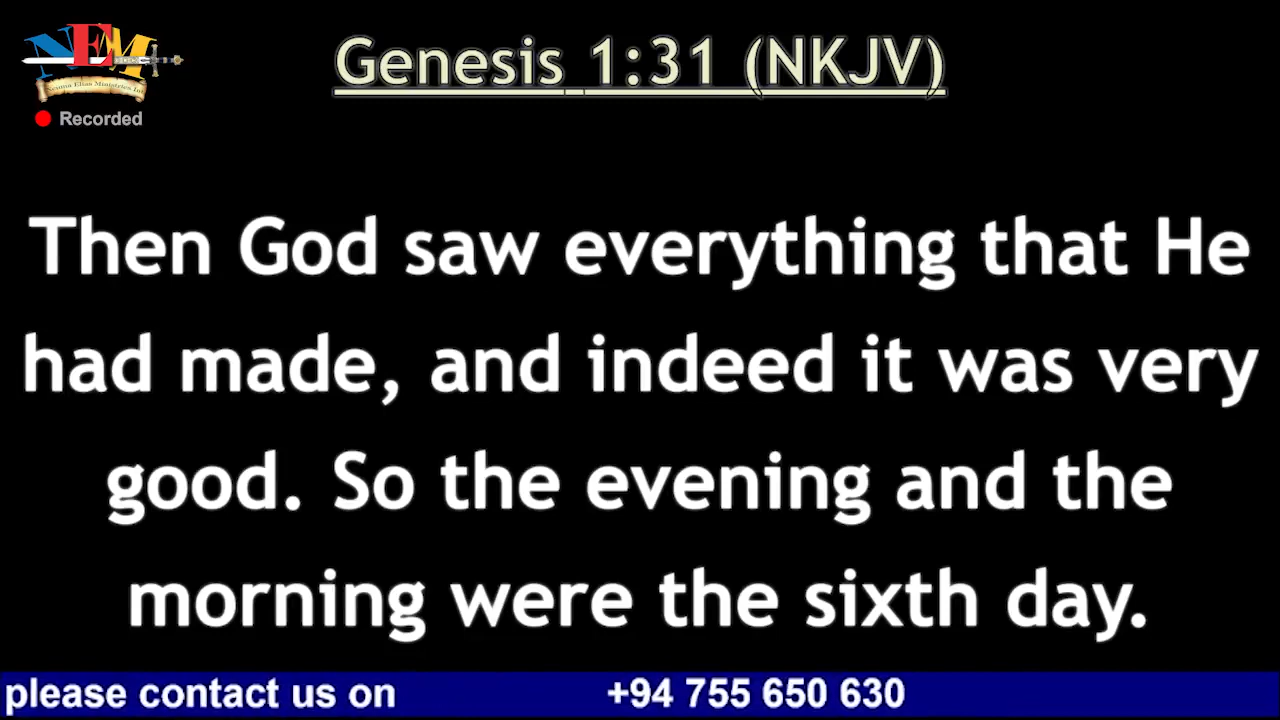 NEM
Recorded
Genesis 1:31 (NKJV)
Then God saw everything that He
had made, and indeed it was very
good. So the evening and the
morning were the sixth day.
please contact us on +94 755 650 630